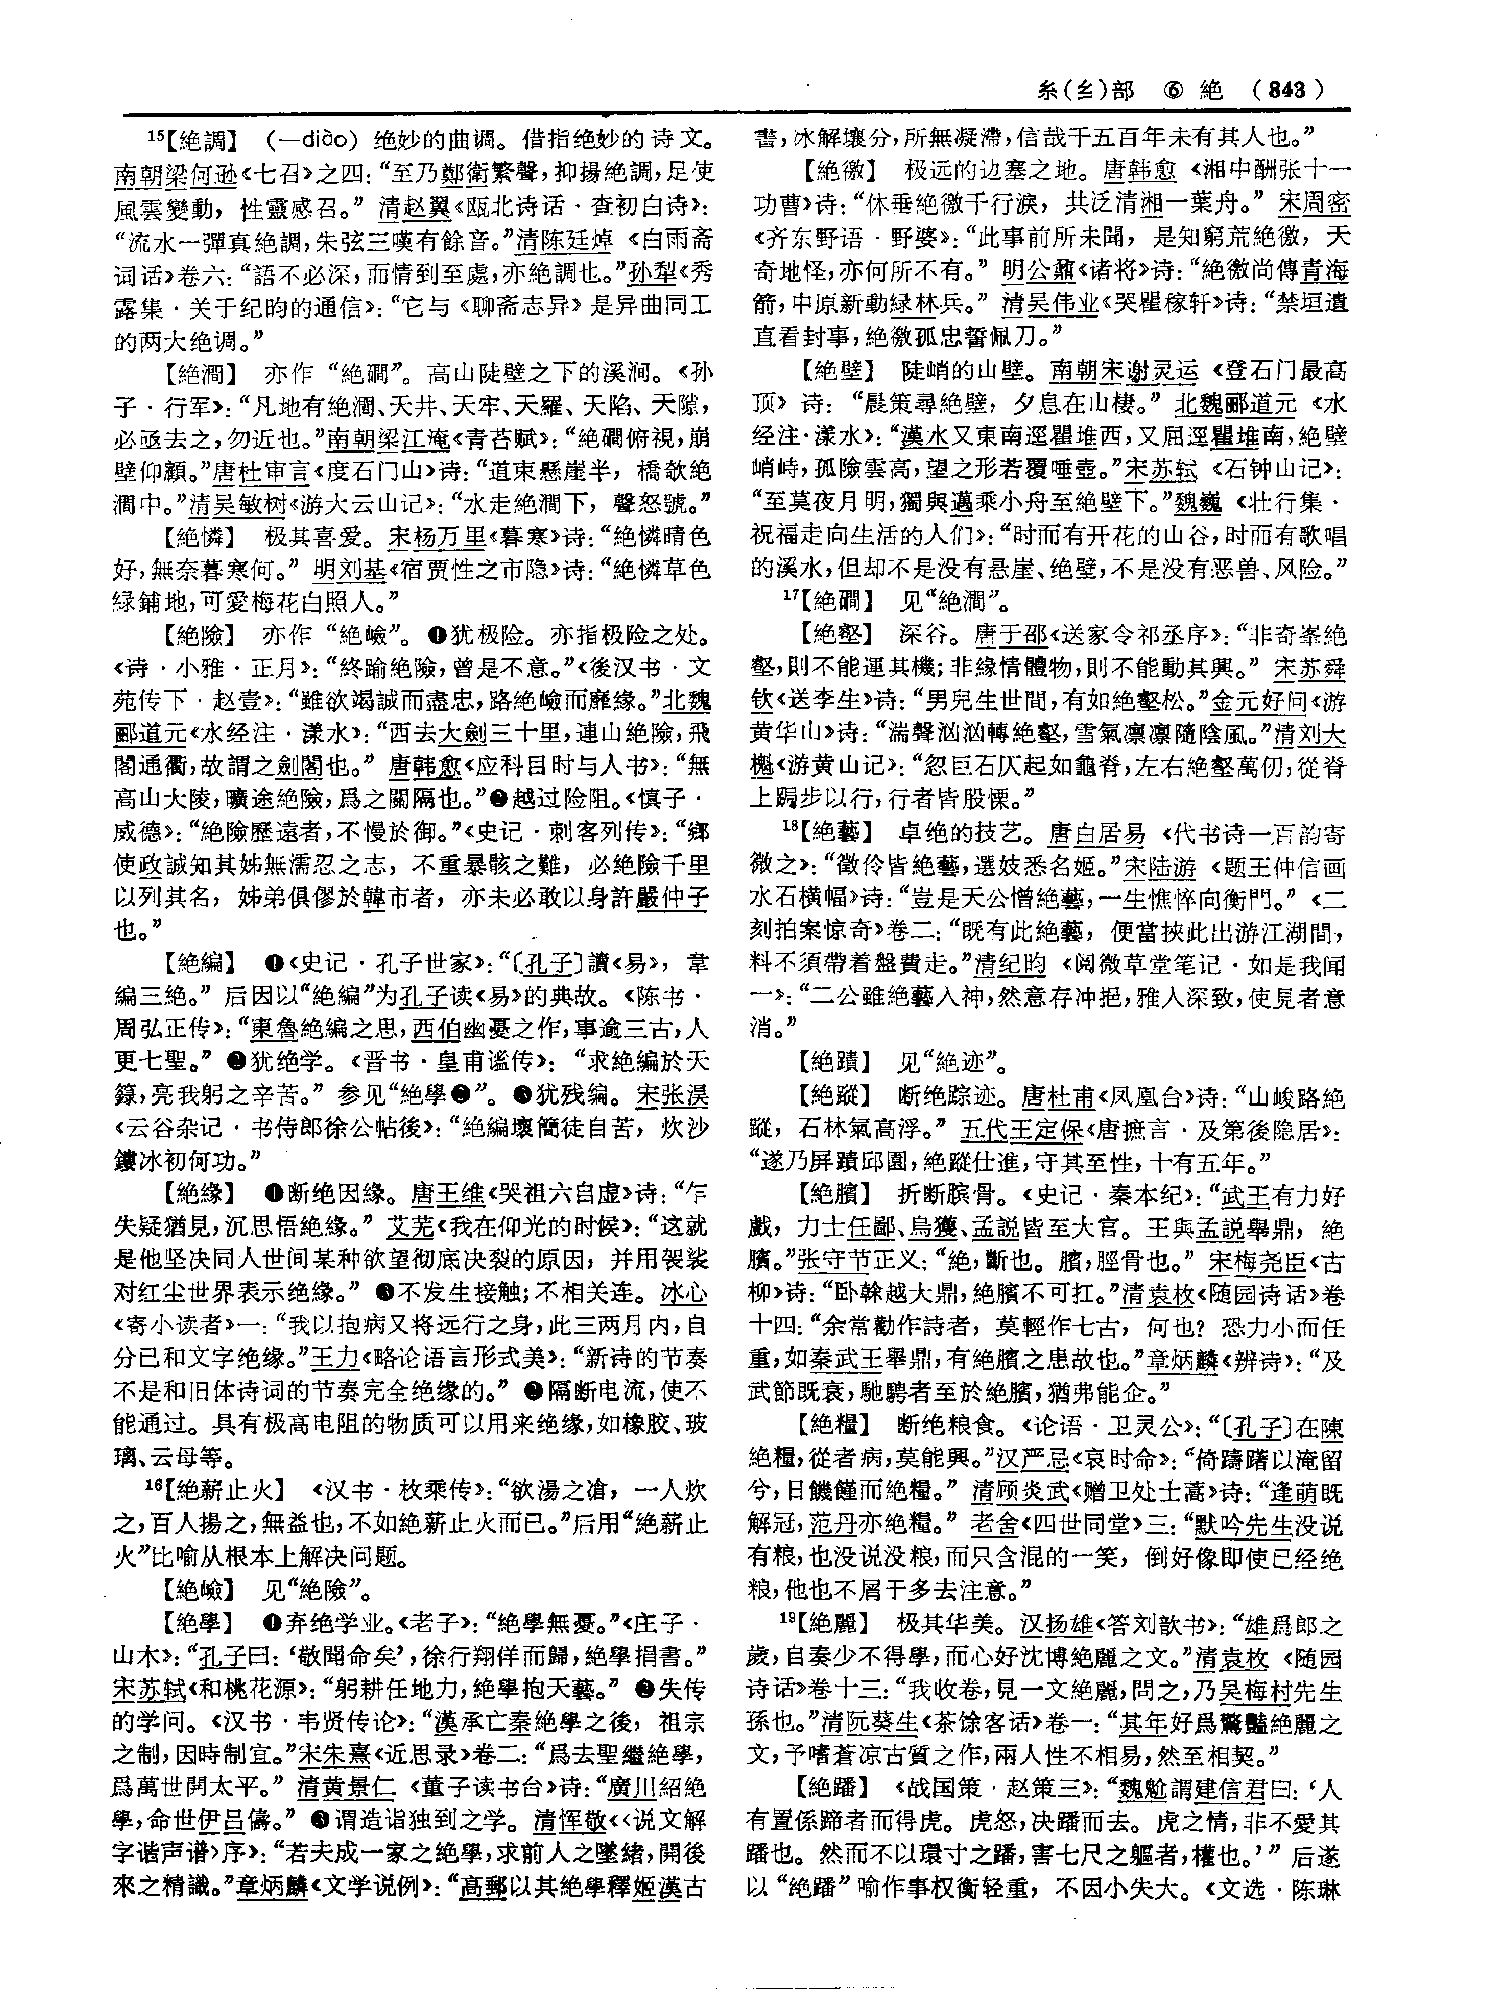 糸(纟)部 ⑥ 絶 (843)
15【絶調】 (—diào) 绝妙的曲调。借指绝妙的诗文。
南朝梁何逊《七召》之四:“至乃鄭衛繁聲,抑揚絶調,足使
風雲變動,性靈感召。”清赵翼《瓯北诗话·查初白诗》:
“流水一彈真絶調,朱弦三嘆有餘音。”清陈廷焯《白雨斋
词话》卷六:“語不必深,而情到至處,亦絶調也。”孙犁《秀
露集·关于纪昀的通信》:“它与《聊斋志异》是异曲同工
的两大绝调。”
【絶澗】 亦作“絶磵”。高山陡壁之下的溪涧。《孙
子·行军》:“凡地有絶澗、天井、天牢、天羅、天陷、天隙,
必亟去之,勿近也。”南朝梁江淹《青苔赋》:“絶磵俯視,崩
壁仰顧。”唐杜审言《度石门山》诗:“道束懸崖半,橋欹絶
澗中。”清吴敏树《游大云山记》:“水走絶澗下,聲怒號。”
【絶憐】 极其喜爱。宋杨万里《暮寒》诗:“絶憐晴色
好,無奈暮寒何。”明刘基《宿贾性之市隐》诗:“絶憐草色
緑鋪地,可愛梅花白照人。”
【絶險】 亦作“絶嶮”。❶犹极险。亦指极险之处。
《诗·小雅·正月》:“終踰絶險,曾是不意。”《後汉书·文
苑传下·赵壹》:“雖欲竭誠而盡忠,路絶嶮而靡緣。”北魏
郦道元《水经注·漾水》:“西去大劍三十里,連山絶險,飛
閣通衢,故謂之劍閣也。”唐韩愈《应科目时与人书》:“無
高山大陵,曠途絶險,爲之關隔也。”❷越过险阻。《慎子·
威德》:“絶險歷遠者,不慢於御。”《史记·刺客列传》:“鄉
使政誠知其姊無濡忍之志,不重暴骸之難,必絶險千里
以列其名,姊弟俱僇於韓市者,亦未必敢以身許嚴仲子
也。”
【絶編】 ❶《史记·孔子世家》:“〔孔子〕讀《易》,韋
編三絶。”后因以“絶編”为孔子读《易》的典故。《陈书·
周弘正传》:“東魯絶編之思,西伯幽憂之作,事逾三古,人
更七聖。”❷犹绝学。《晋书·皇甫谧传》:“求絶編於天
籙,亮我躬之辛苦。”参见“絶學❷”。❸犹残编。宋张淏
《云谷杂记·书侍郎徐公帖後》:“絶編壞簡徒自苦,炊沙
鏤冰初何功。”
【絶緣】 ❶断绝因缘。唐王维《哭祖六自虚》诗:“乍
失疑猶見,沉思悟絶緣。”艾芜《我在仰光的时候》:“这就
是他坚决同人世间某种欲望彻底决裂的原因,并用袈裟
对红尘世界表示绝缘。”❷不发生接触;不相关连。冰心
《寄小读者》一:“我以抱病又将远行之身,此三两月内,自
分已和文字绝缘。”王力《略论语言形式美》:“新诗的节奏
不是和旧体诗词的节奏完全绝缘的。”❸隔断电流,使不
能通过。具有极高电阻的物质可以用来绝缘,如橡胶、玻
璃、云母等。
16【絶薪止火】 《汉书·枚乘传》:“欲湯之凔,一人炊
之,百人揚之,無益也,不如絶薪止火而已。”后用“絶薪止
火”比喻从根本上解决问题。
【絶嶮】 见“絶險”。
【絶學】 ❶弃绝学业。《老子》:“絶學無憂。”《庄子·
山木》:“孔子曰:‘敬聞命矣’,徐行翔佯而歸,絶學捐書。”
宋苏轼《和桃花源》:“躬耕任地力,絶學抱天藝。”❷失传
的学问。《汉书·韦贤传论》:“漢承亡秦絶學之後,祖宗
之制,因時制宜。”宋朱熹《近思录》卷二:“爲去聖繼絶學,
爲萬世開太平。”清黄景仁《董子读书台》诗:“廣川紹絶
學,命世伊吕儔。”❸谓造诣独到之学。清恽敬《〈说文解
字谐声谱〉序》:“若夫成一家之絶學,求前人之墜緒,開後
來之精識。”章炳麟《文学说例》:“高郵以其絶學釋姬漢古
書,冰解壤分,所無凝滯,信哉千五百年未有其人也。”
【絶徼】 极远的边塞之地。唐韩愈《湘中酬张十一
功曹》诗:“休垂絶徼千行淚,共泛清湘一葉舟。”宋周密
《齐东野语·野婆》:“此事前所未聞,是知窮荒絶徼,天
奇地怪,亦何所不有。”明公鼐《诸将》诗:“絶徼尚傳青海
箭,中原新動緑林兵。”清吴伟业《哭瞿稼轩》诗:“禁垣遺
直看封事,絶徼孤忠誓佩刀。”
【絶壁】 陡峭的山壁。南朝宋谢灵运《登石门最高
顶》诗:“晨策尋絶壁,夕息在山棲。”北魏郦道元《水
经注·漾水》:“漢水又東南逕瞿堆西,又屈逕瞿堆南,絶壁
峭峙,孤險雲高,望之形若覆唾壺。”宋苏轼《石钟山记》:
“至莫夜月明,獨與邁乘小舟至絶壁下。”魏巍《壮行集·
祝福走向生活的人们》:“时而有开花的山谷,时而有歌唱
的溪水,但却不是没有悬崖、绝壁,不是没有恶兽、风险。”
17【絶磵】 见“絶澗”。
【絶壑】 深谷。唐于邵《送家令祁丞序》:“非奇峯絶
壑,則不能運其機;非緣情體物,則不能動其興。”宋苏舜
钦《送李生》诗:“男兒生世間,有如絶壑松。”金元好问《游
黄华山》诗:“湍聲汹汹轉絶壑,雪氣凛凛隨陰風。”清刘大
櫆《游黄山记》:“忽巨石仄起如龜脊,左右絶壑萬仞,從脊
上跼步以行,行者皆股慄。”
18【絶藝】 卓绝的技艺。唐白居易《代书诗一百韵寄
微之》:“徵伶皆絶藝,選妓悉名姬。”宋陆游《题王仲信画
水石横幅》诗:“豈是天公憎絶藝,一生憔悴向衡門。”《二
刻拍案惊奇》卷二:“既有此絶藝,便當挾此出游江湖間,
料不須帶着盤費走。”清纪昀《阅微草堂笔记·如是我闻
一》:“二公雖絶藝入神,然意存冲挹,雅人深致,使見者意
消。”
【絶蹟】 见“絶迹”。
【絶蹤】 断绝踪迹。唐杜甫《凤凰台》诗:“山峻路絶
蹤,石林氣高浮。”五代王定保《唐摭言·及第後隐居》:
“遂乃屏蹟邱園,絶蹤仕進,守其至性,十有五年。”
【絶臏】 折断膑骨。《史记·秦本纪》:“武王有力好
戲,力士任鄙、烏獲、孟説皆至大官。王與孟説舉鼎,絶
臏。”张守节正义:“絶,斷也。臏,脛骨也。”宋梅尧臣《古
柳》诗:“卧榦越大鼎,絶臏不可扛。”清袁枚《随园诗话》卷
十四:“余常勸作詩者,莫輕作七古,何也?恐力小而任
重,如秦武王舉鼎,有絶臏之患故也。”章炳麟《辨诗》:“及
武節既衰,馳騁者至於絶臏,猶弗能企。”
【絶糧】 断绝粮食。《论语·卫灵公》:“〔孔子〕在陳
絶糧,從者病,莫能興。”汉严忌《哀时命》:“倚躊躇以淹留
兮,日饑饉而絶糧。”清顾炎武《赠卫处士蒿》诗:“逢萌既
解冠,范丹亦絶糧。”老舍《四世同堂》三:“默吟先生没说
有粮,也没说没粮,而只含混的一笑,倒好像即使已经绝
粮,他也不屑于多去注意。”
19【絶麗】 极其华美。汉扬雄《答刘歆书》:“雄爲郎之
歲,自奏少不得學,而心好沈博絶麗之文。”清袁枚《随园
诗话》卷十三:“我收卷,見一文絶麗,問之,乃吴梅村先生
孫也。”清阮葵生《茶馀客话》卷一:“其年好爲驚豔絶麗之
文,予嗜蒼凉古質之作,兩人性不相易,然至相契。”
【絶蹯】 《战国策·赵策三》:“魏魀謂建信君曰:‘人
有置係蹄者而得虎。虎怒,决蹯而去。虎之情,非不愛其
蹯也。然而不以環寸之蹯,害七尺之軀者,權也。’”后遂
以“絶蹯”喻作事权衡轻重,不因小失大。《文选·陈琳